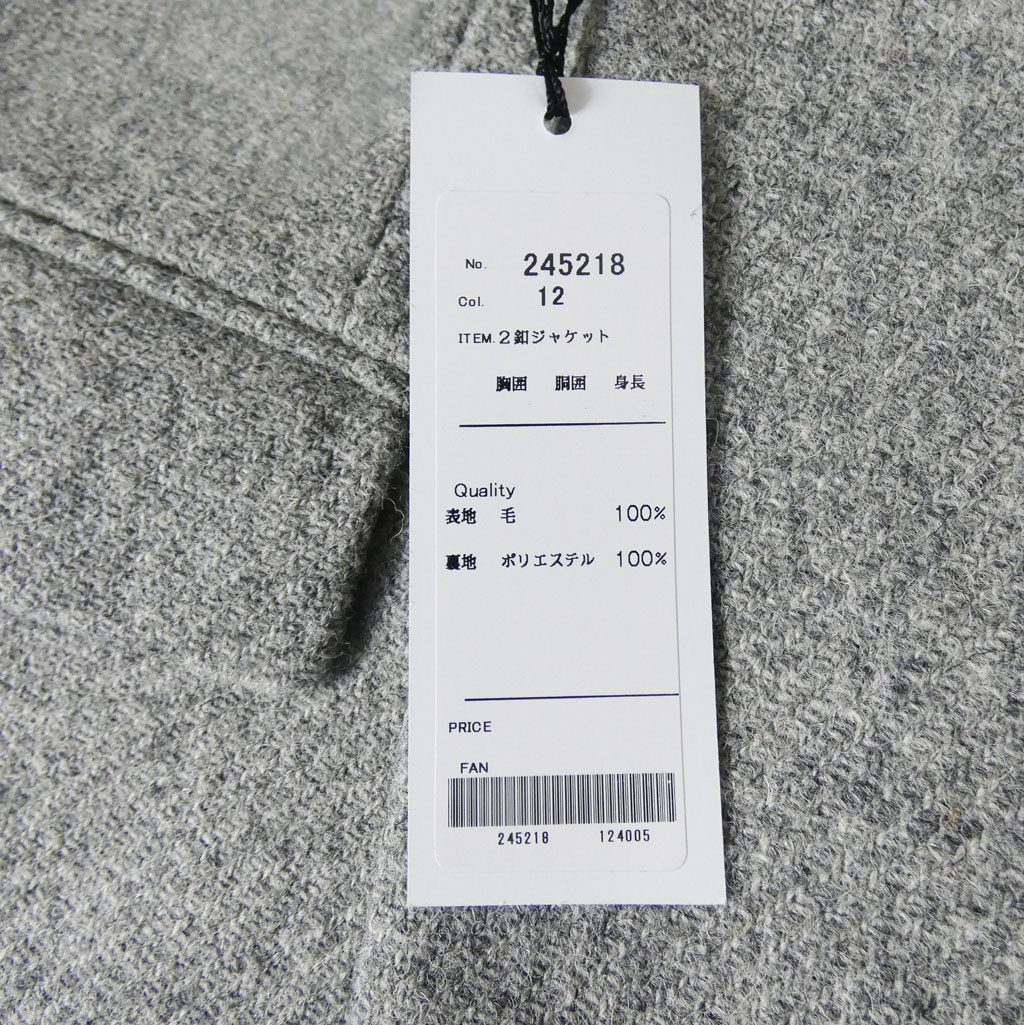 No. 245218
Col. 12
ITEM.2釦ジャケット
胸囲 胴囲 身長
Quality
表地 毛 100%
裏地 ポリエステル 100%
PRICE
FAN
245218 124005